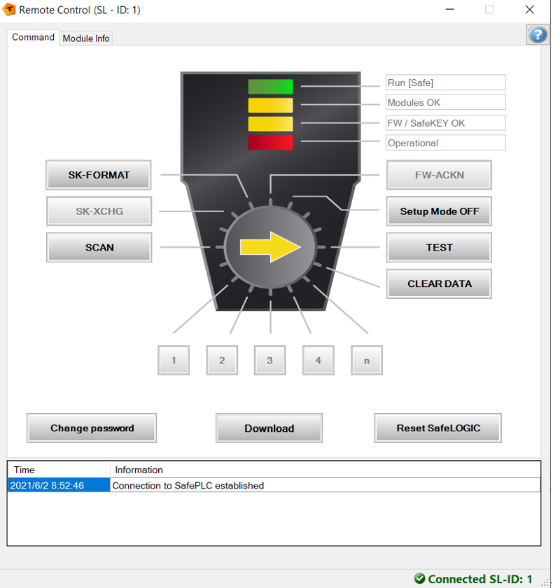 Remote Control (SL - ID: 1)
Command
Module Info
Run [Safe]
Modules OK
FW / SafeKEY OK
Operational
SK-FORMAT
FW-ACKN
SK-XCHG
Setup Mode OFF
SCAN
TEST
CLEAR DATA
1
2
3
4
n
Change password
Download
Reset SafeLOGIC
Time
Information
2021/6/2 8:52:46
Connection to SafePLC established
Connected SL-ID: 1